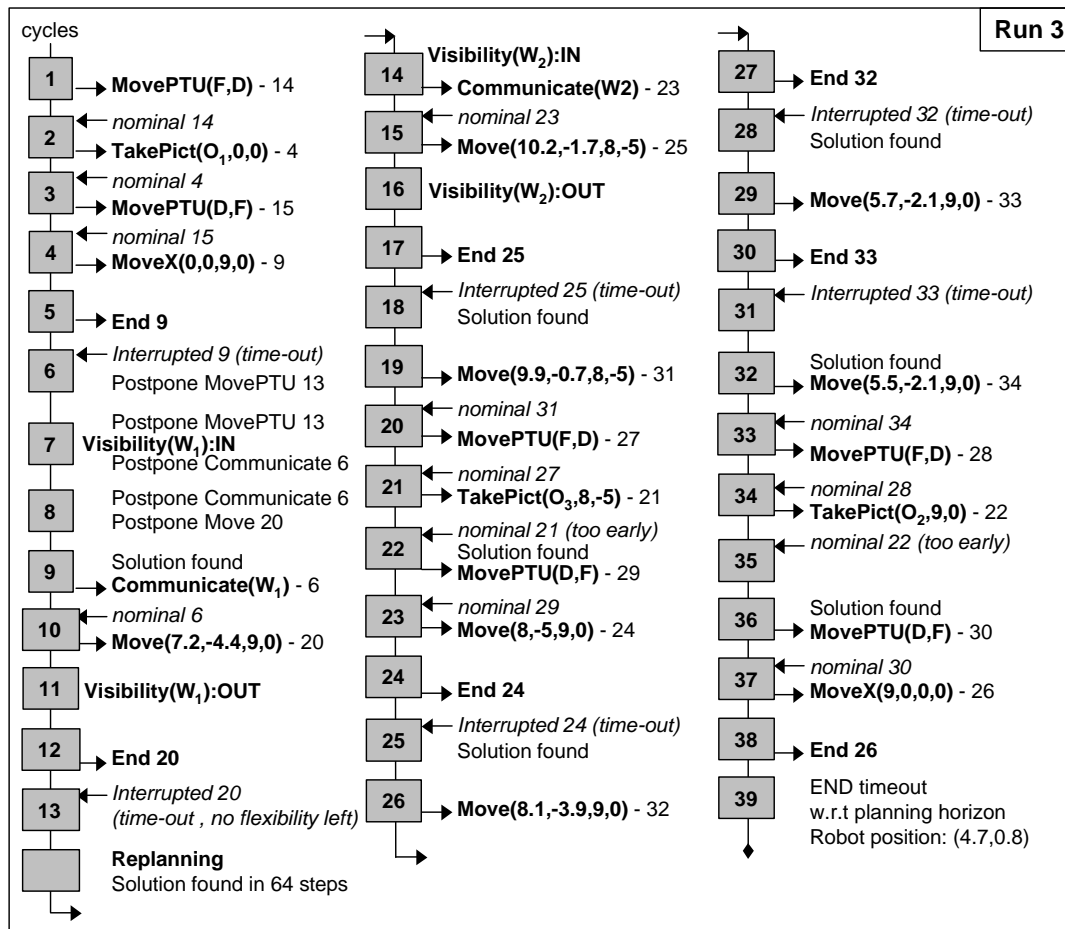 Run 3
cycles
1
MovePTU(F,D) - 14
nominal 14
2
TakePict(O1,0,0) - 4
nominal 4
3
MovePTU(D,F) - 15
nominal 15
4
MoveX(0,0,9,0) - 9
5
End 9
Interrupted 9 (time-out)
6
Postpone MovePTU 13
Postpone MovePTU 13
7
Visibility(W1):IN
Postpone Communicate 6
Postpone Communicate 6
8
Postpone Move 20
Solution found
9
Communicate(W1) - 6
nominal 6
10
Move(7.2,-4.4,9,0) - 20
11
Visibility(W1):OUT
12
End 20
Interrupted 20
13
(time-out , no flexibility left)
Replanning
Solution found in 64 steps
Visibility(W2):IN
14
Communicate(W2) - 23
nominal 23
15
Move(10.2,-1.7,8,-5) - 25
16
Visibility(W2):OUT
17
End 25
Interrupted 25 (time-out)
18
Solution found
19
Move(9.9,-0.7,8,-5) - 31
nominal 31
20
MovePTU(F,D) - 27
nominal 27
21
TakePict(O3,8,-5) - 21
nominal 21 (too early)
22
Solution found
MovePTU(D,F) - 29
nominal 29
23
Move(8,-5,9,0) - 24
24
End 24
Interrupted 24 (time-out)
25
Solution found
26
Move(8.1,-3.9,9,0) - 32
27
End 32
Interrupted 32 (time-out)
28
Solution found
29
Move(5.7,-2.1,9,0) - 33
30
End 33
Interrupted 33 (time-out)
31
Solution found
32
Move(5.5,-2.1,9,0) - 34
nominal 34
33
MovePTU(F,D) - 28
nominal 28
34
TakePict(O2,9,0) - 22
nominal 22 (too early)
35
Solution found
36
MovePTU(D,F) - 30
nominal 30
37
MoveX(9,0,0,0) - 26
38
End 26
39
END timeout
w.r.t planning horizon
Robot position: (4.7,0.8)